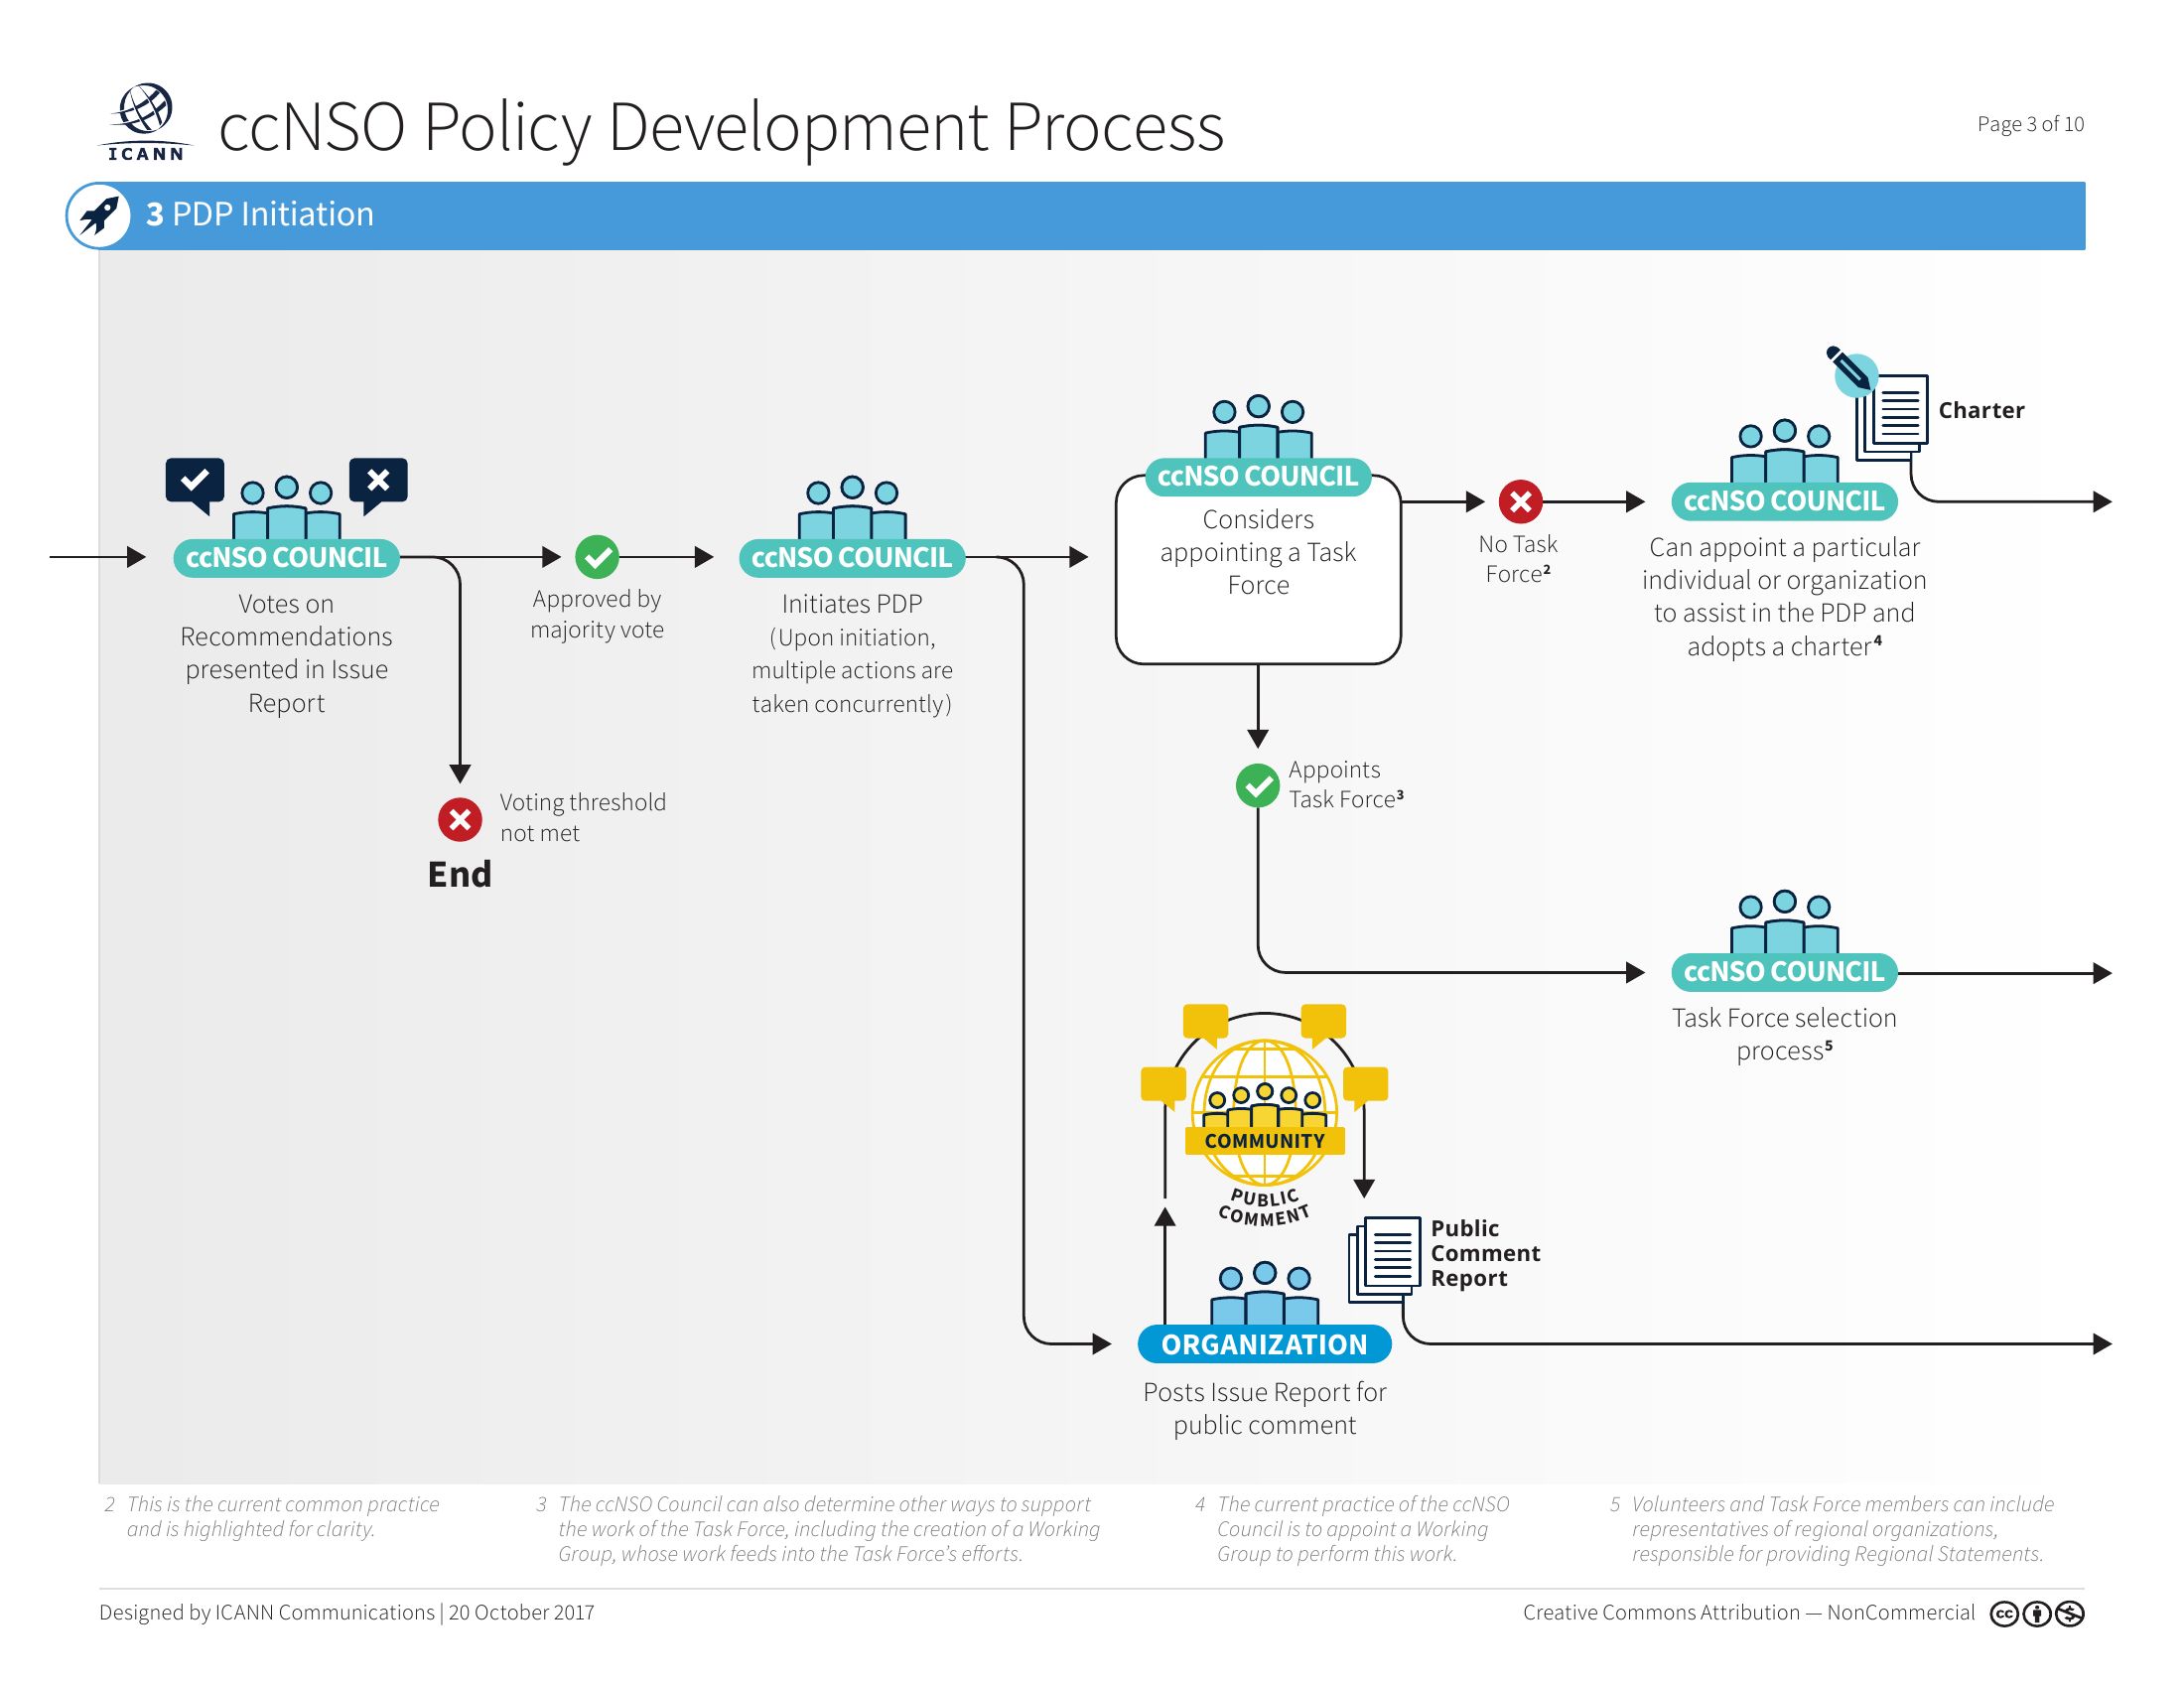 ICANN
ccNSO Policy Development Process
Page 3 of 10
3 PDP Initiation
ccNSO COUNCIL
Votes on
Recommendations
presented in Issue
Report
Approved by
majority vote
Voting threshold
not met
End
ccNSO COUNCIL
Initiates PDP
(Upon initiation,
multiple actions are
taken concurrently)
ccNSO COUNCIL
Considers
appointing a Task
Force
No Task
Force²
Charter
ccNSO COUNCIL
Can appoint a particular
individual or organization
to assist in the PDP and
adopts a charter⁴
Appoints
Task Force³
ccNSO COUNCIL
Task Force selection
process⁵
COMMUNITY
PUBLIC
COMMENT
Public
Comment
Report
ORGANIZATION
Posts Issue Report for
public comment
2 This is the current common practice
and is highlighted for clarity.
3 The ccNSO Council can also determine other ways to support
the work of the Task Force, including the creation of a Working
Group, whose work feeds into the Task Force’s efforts.
4 The current practice of the ccNSO
Council is to appoint a Working
Group to perform this work.
5 Volunteers and Task Force members can include
representatives of regional organizations,
responsible for providing Regional Statements.
Designed by ICANN Communications | 20 October 2017
Creative Commons Attribution — NonCommercial
cc